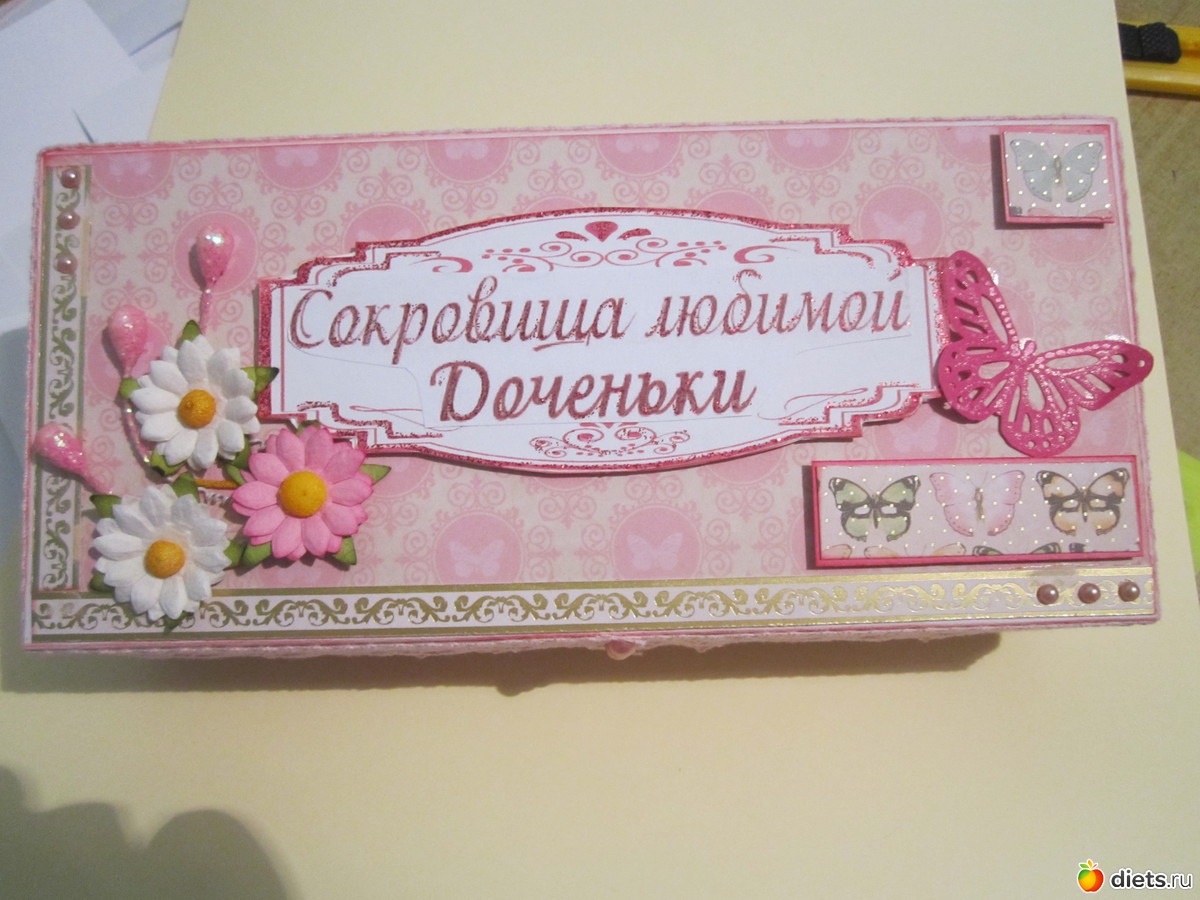 Сокровища любимой
Доченьки
diets.ru